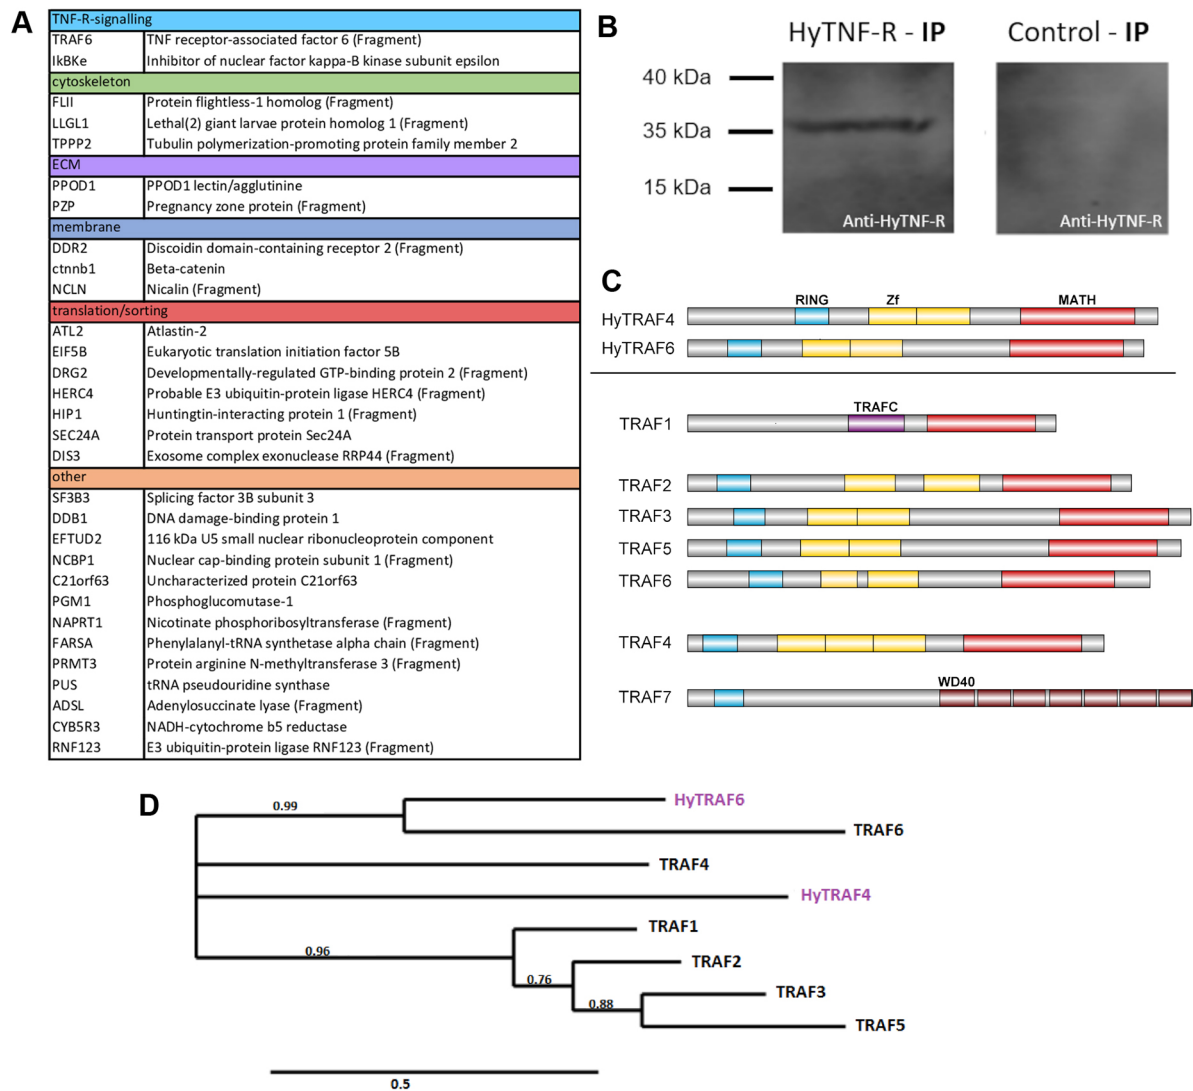 A
TNF-R-signalling
TRAF6 TNF receptor-associated factor 6 (Fragment)
IkBKe Inhibitor of nuclear factor kappa-B kinase subunit epsilon
cytoskeleton
FLII Protein flightless-1 homolog (Fragment)
LLGL1 Lethal(2) giant larvae protein homolog 1 (Fragment)
TPPP2 Tubulin polymerization-promoting protein family member 2
ECM
PPOD1 PPOD1 lectin/agglutinine
PZP Pregnancy zone protein (Fragment)
membrane
DDR2 Discoidin domain-containing receptor 2 (Fragment)
ctnnb1 Beta-catenin
NCLN Nicalin (Fragment)
translation/sorting
ATL2 Atlastin-2
EIF5B Eukaryotic translation initiation factor 5B
DRG2 Developmentally-regulated GTP-binding protein 2 (Fragment)
HERC4 Probable E3 ubiquitin-protein ligase HERC4 (Fragment)
HIP1 Huntingtin-interacting protein 1 (Fragment)
SEC24A Protein transport protein Sec24A
DIS3 Exosome complex exonuclease RRP44 (Fragment)
other
SF3B3 Splicing factor 3B subunit 3
DDB1 DNA damage-binding protein 1
EFTUD2 116 kDa U5 small nuclear ribonucleoprotein component
NCBP1 Nuclear cap-binding protein subunit 1 (Fragment)
C21orf63 Uncharacterized protein C21orf63
PGM1 Phosphoglucomutase-1
NAPRT1 Nicotinate phosphoribosyltransferase (Fragment)
FARSA Phenylalanyl-tRNA synthetase alpha chain (Fragment)
PRMT3 Protein arginine N-methyltransferase 3 (Fragment)
PUS tRNA pseudouridine synthase
ADSL Adenylosuccinate lyase (Fragment)
CYB5R3 NADH-cytochrome b5 reductase
RNF123 E3 ubiquitin-protein ligase RNF123 (Fragment)
B
HyTNF-R - IP Control - IP
40 kDa
35 kDa
15 kDa
Anti-HyTNF-R Anti-HyTNF-R
C
RING Zf MATH
HyTRAF4
HyTRAF6
TRAFC
TRAF1
TRAF2
TRAF3
TRAF5
TRAF6
TRAF4
WD40
TRAF7
D
0.99 HyTRAF6
TRAF6
TRAF4
HyTRAF4
TRAF1
0.96
TRAF2
0.76
TRAF3
0.88
TRAF5
0.5